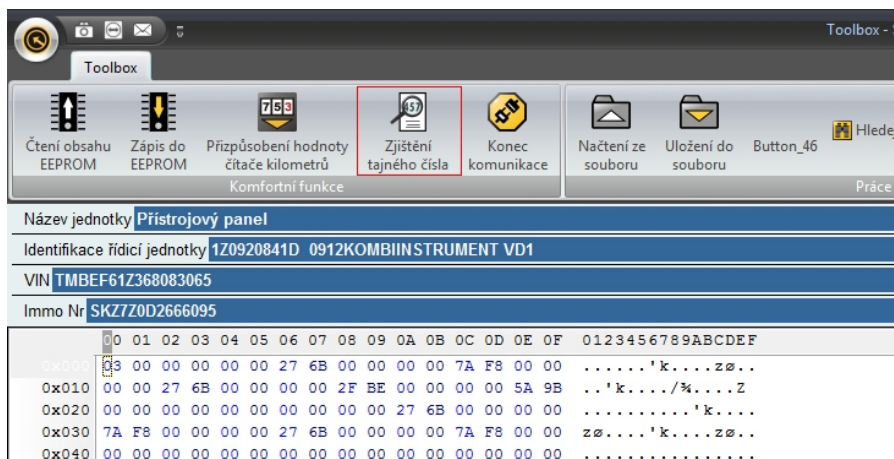 Toolbox -
Toolbox
Čtení obsahu EEPROM
Zápis do EEPROM
Přizpůsobení hodnoty čítače kilometrů
Zjištění tajného čísla
Konec komunikace
Načtení ze souboru
Uložení do souboru
Button_46
Komfortní funkce
Práce
Název jednotky Přístrojový panel
Identifikace řídicí jednotky 1Z0920841D 0912KOMBIINSTRUMENT VD1
VIN TMBEF61Z368083065
Immo Nr SKZ7Z0D2666095
00 01 02 03 04 05 06 07 08 09 0A 0B 0C 0D 0E 0F 0123456789ABCDEF
0x000 03 00 00 00 00 00 27 6B 00 00 00 00 7A F8 00 00 ......'k....zø..
0x010 00 00 27 6B 00 00 00 00 2F BE 00 00 00 00 5A 9B ..'k..../¾....Z
0x020 00 00 00 00 00 00 00 00 00 00 27 6B 00 00 00 00 ..........'k....
0x030 7A F8 00 00 00 00 27 6B 00 00 00 00 7A F8 00 00 zø....'k....zø..
0x040 00 00 00 00 00 00 00 00 00 00 00 00 00 00 00 00 ................